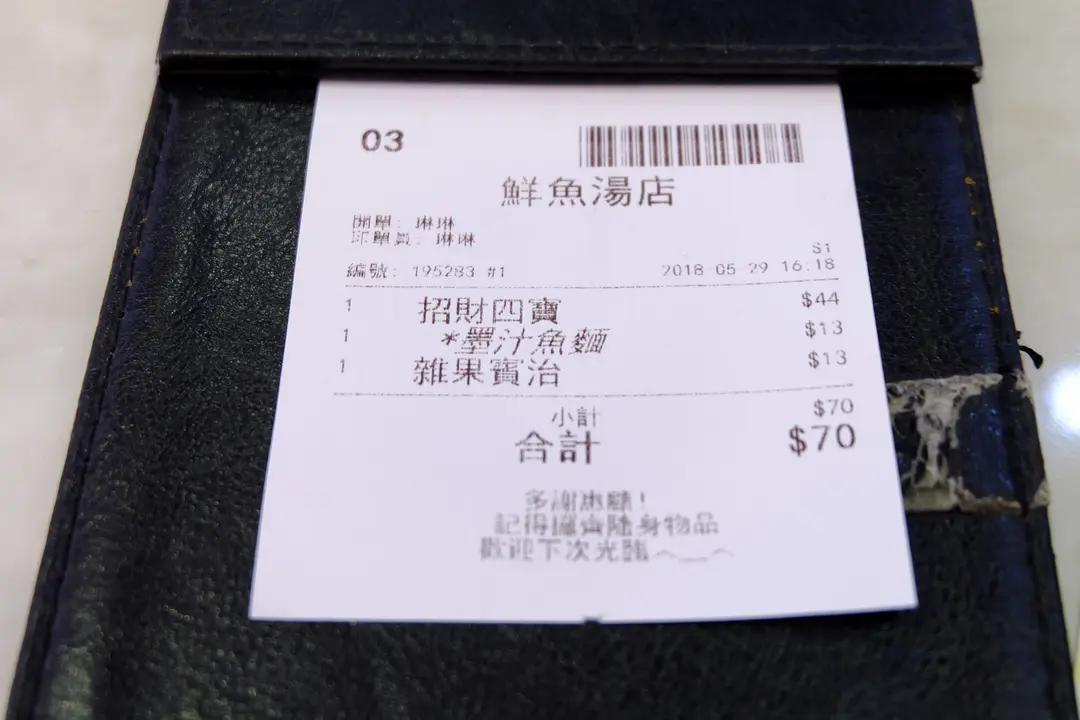 03
鮮魚湯店
開單: 琳琳
印單員: 琳琳
S1
編號: 195283 #1 2018 05 29 16:18
1 招財四寶 $44
1 *墨汁魚麵 $13
1 雜果賓治 $13
小計 $70
合計 $70
多謝惠顧!
記得攞齊隨身物品
歡迎下次光臨︿__︿